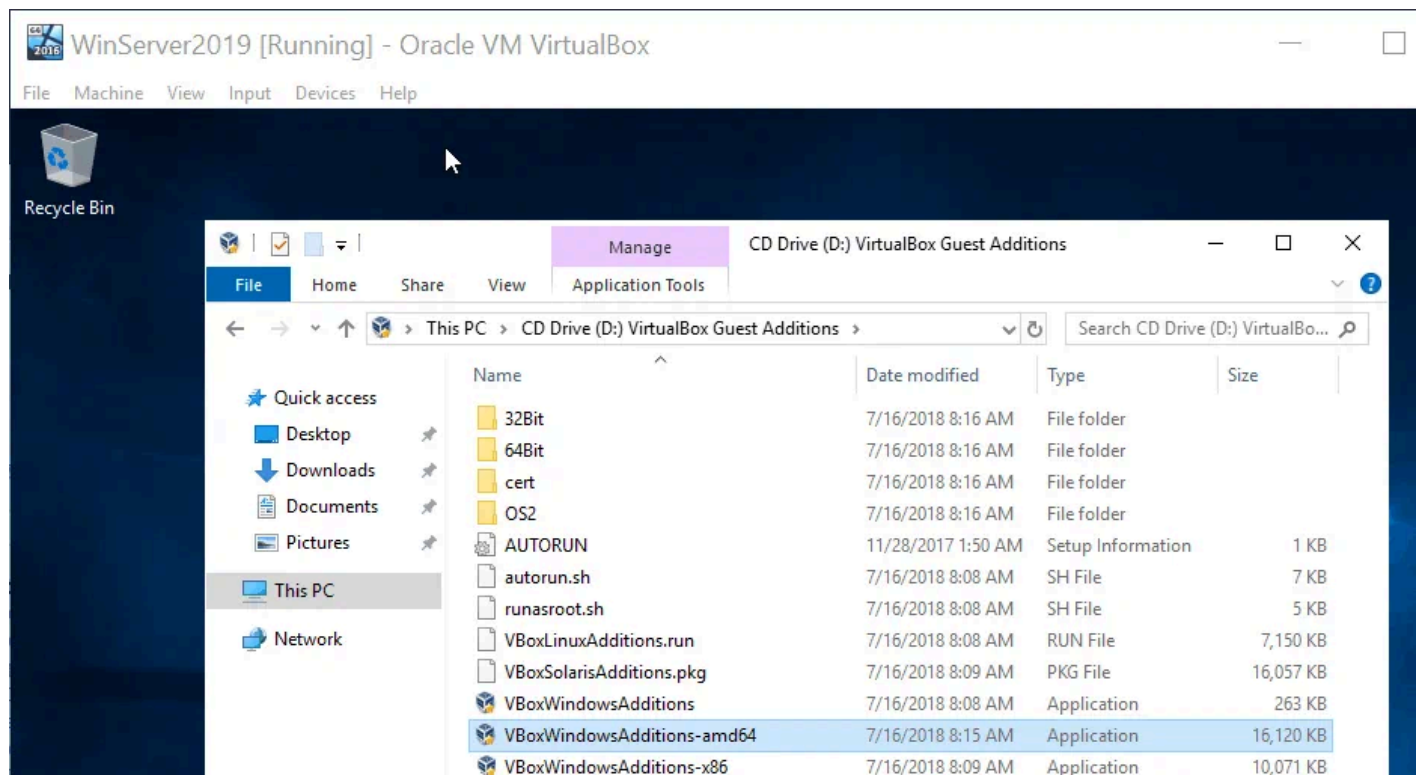 WinServer2019 [Running] - Oracle VM VirtualBox
File Machine View Input Devices Help
Recycle Bin
Manage CD Drive (D:) VirtualBox Guest Additions
File Home Share View Application Tools
This PC > CD Drive (D:) VirtualBox Guest Additions > Search CD Drive (D:) VirtualBo...
Name Date modified Type Size
Quick access
Desktop
Downloads
Documents
Pictures
This PC
Network
32Bit 7/16/2018 8:16 AM File folder
64Bit 7/16/2018 8:16 AM File folder
cert 7/16/2018 8:16 AM File folder
OS2 7/16/2018 8:16 AM File folder
AUTORUN 11/28/2017 1:50 AM Setup Information 1 KB
autorun.sh 7/16/2018 8:08 AM SH File 7 KB
runasroot.sh 7/16/2018 8:08 AM SH File 5 KB
VBoxLinuxAdditions.run 7/16/2018 8:08 AM RUN File 7,150 KB
VBoxSolarisAdditions.pkg 7/16/2018 8:09 AM PKG File 16,057 KB
VBoxWindowsAdditions 7/16/2018 8:08 AM Application 263 KB
VBoxWindowsAdditions-amd64 7/16/2018 8:15 AM Application 16,120 KB
VBoxWindowsAdditions-x86 7/16/2018 8:09 AM Application 10,071 KB